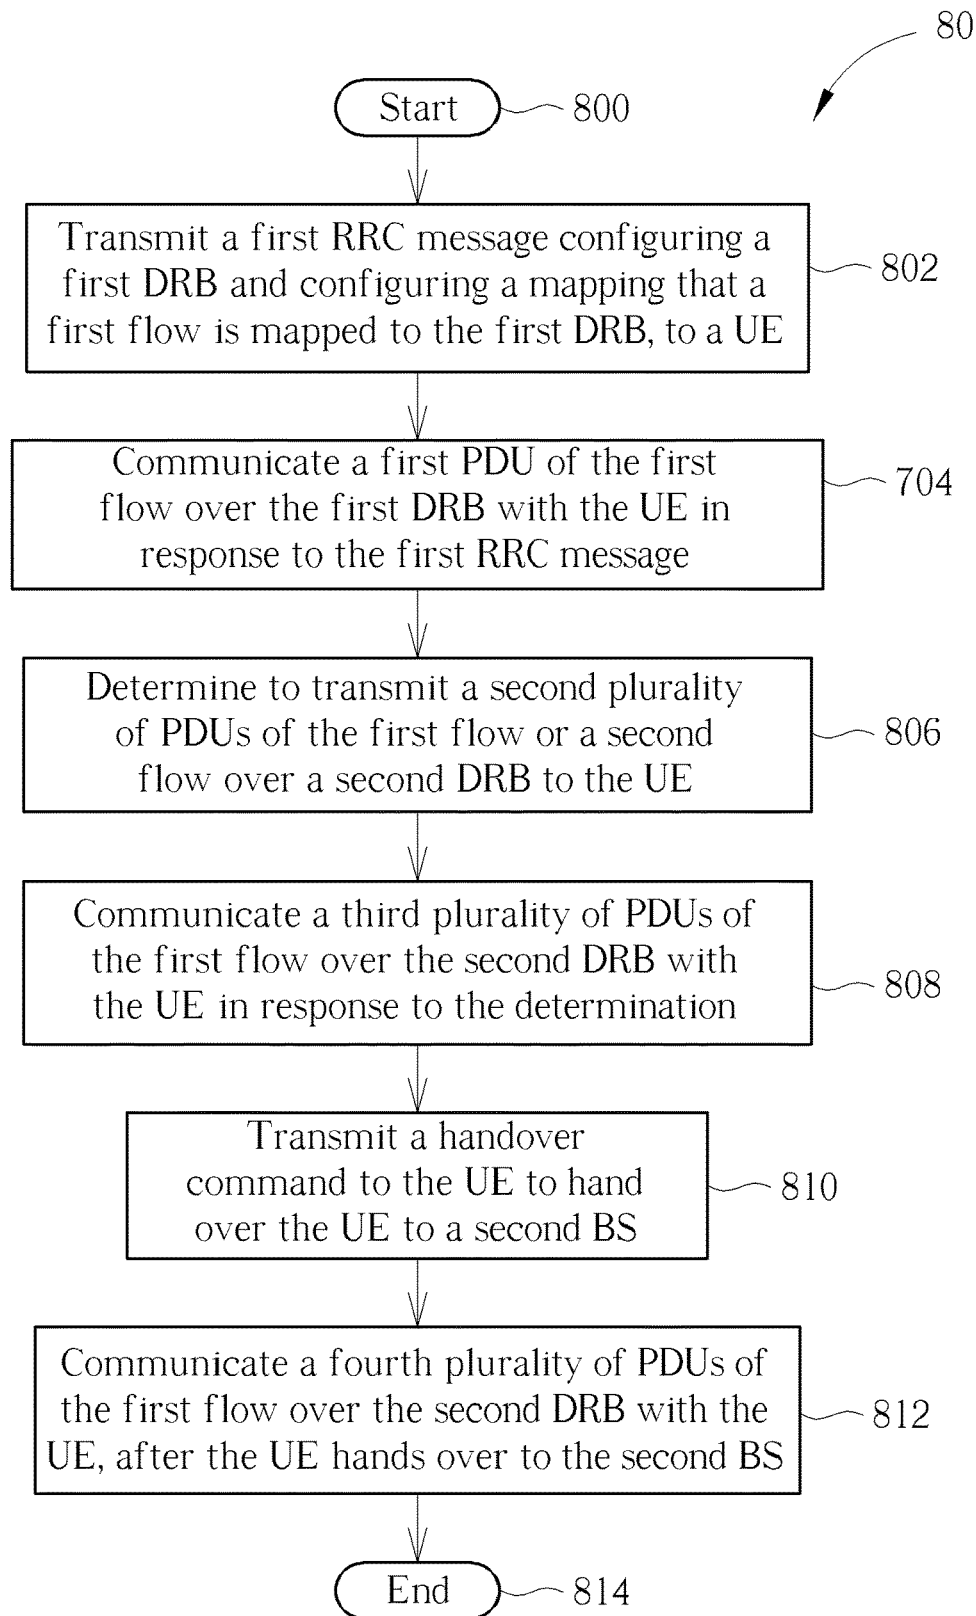 80
Start
800
Transmit a first RRC message configuring a
first DRB and configuring a mapping that a
first flow is mapped to the first DRB, to a UE
802
Communicate a first PDU of the first
flow over the first DRB with the UE in
response to the first RRC message
704
Determine to transmit a second plurality
of PDUs of the first flow or a second
flow over a second DRB to the UE
806
Communicate a third plurality of PDUs of
the first flow over the second DRB with
the UE in response to the determination
808
Transmit a handover
command to the UE to hand
over the UE to a second BS
810
Communicate a fourth plurality of PDUs of
the first flow over the second DRB with the
UE, after the UE hands over to the second BS
812
End
814